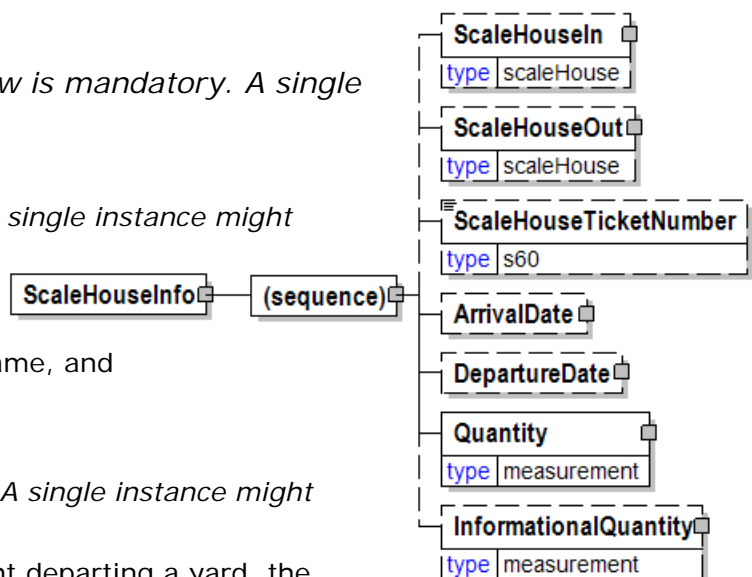 w is mandatory. A single
single instance might
ame, and
A single instance might
nt departing a yard, the
ScaleHouseInfo
(sequence)
ScaleHouseIn
type scaleHouse
ScaleHouseOut
type scaleHouse
ScaleHouseTicketNumber
type s60
ArrivalDate
DepartureDate
Quantity
type measurement
InformationalQuantity
type measurement